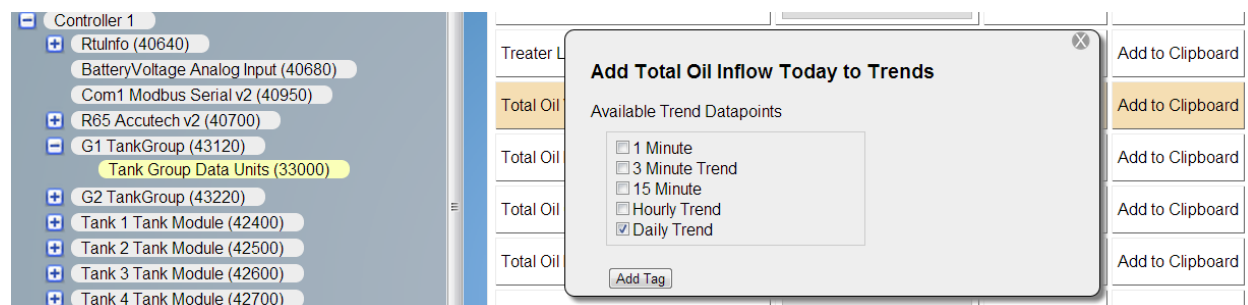 Controller 1
RtuInfo (40640)
BatteryVoltage Analog Input (40680)
Com1 Modbus Serial v2 (40950)
R65 Accutech v2 (40700)
G1 TankGroup (43120)
Tank Group Data Units (33000)
G2 TankGroup (43220)
Tank 1 Tank Module (42400)
Tank 2 Tank Module (42500)
Tank 3 Tank Module (42600)
Tank 4 Tank Module (42700)
Treater L
Total Oil
Total Oil
Total Oil
Total Oil
Add Total Oil Inflow Today to Trends
Available Trend Datapoints
1 Minute
3 Minute Trend
15 Minute
Hourly Trend
Daily Trend
Add Tag
Add to Clipboard
Add to Clipboard
Add to Clipboard
Add to Clipboard
Add to Clipboard